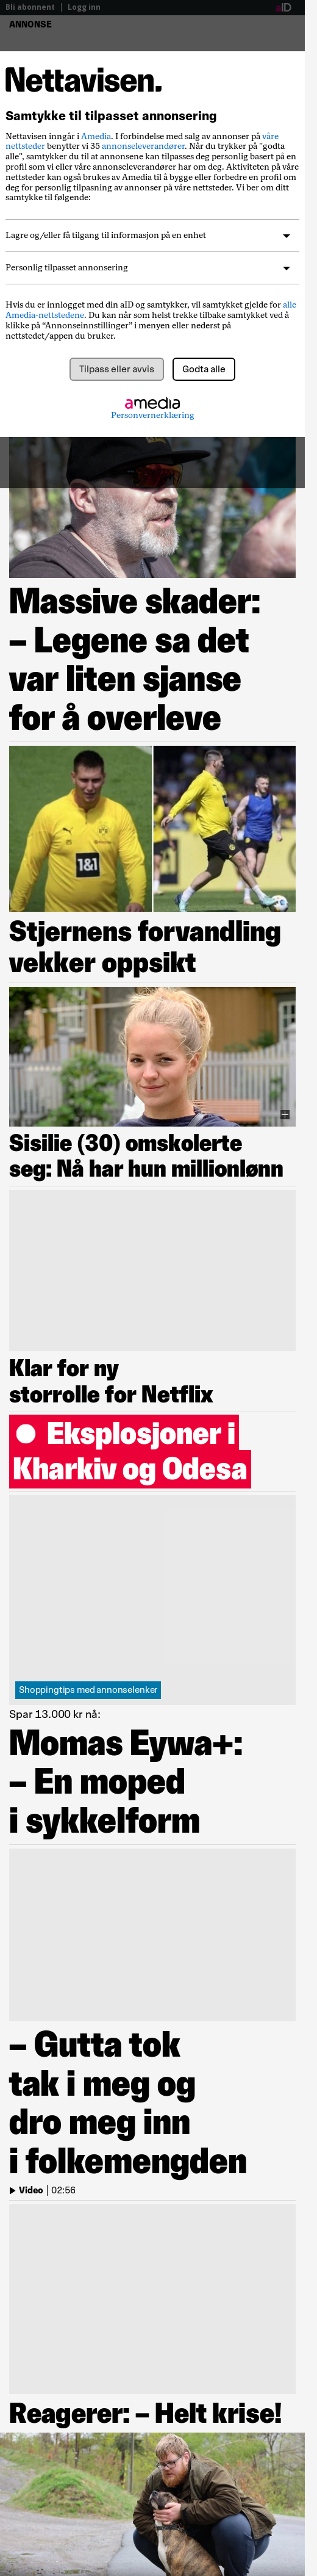 Bli abonnent | Logg inn
aID
ANNONSE
Nettavisen.
Samtykke til tilpasset annonsering
Nettavisen inngår i Amedia. I forbindelse med salg av annonser på våre
nettsteder benytter vi 35 annonseleverandører. Når du trykker på "godta
alle", samtykker du til at annonsene kan tilpasses deg personlig basert på en
profil som vi eller våre annonseleverandører har om deg. Aktiviteten på våre
nettsteder kan også brukes av Amedia til å bygge eller forbedre en profil om
deg for personlig tilpasning av annonser på våre nettsteder. Vi ber om ditt
samtykke til følgende:
Lagre og/eller få tilgang til informasjon på en enhet
Personlig tilpasset annonsering
Hvis du er innlogget med din aID og samtykker, vil samtykket gjelde for alle
Amedia-nettstedene. Du kan når som helst trekke tilbake samtykket ved å
klikke på “Annonseinnstillinger” i menyen eller nederst på
nettstedet/appen du bruker.
Tilpass eller avvis
Godta alle
amedia
Personvernerklæring
Massive skader:
– Legene sa det
var liten sjanse
for å overleve
1&1
Stjernens forvandling
vekker oppsikt
Sisilie (30) omskolerte
seg: Nå har hun millionlønn
Klar for ny
storrolle for Netflix
Eksplosjoner i
Kharkiv og Odesa
Shoppingtips med annonselenker
Spar 13.000 kr nå:
Momas Eywa+:
– En moped
i sykkelform
– Gutta tok
tak i meg og
dro meg inn
i folkemengden
Video | 02:56
Reagerer: – Helt krise!